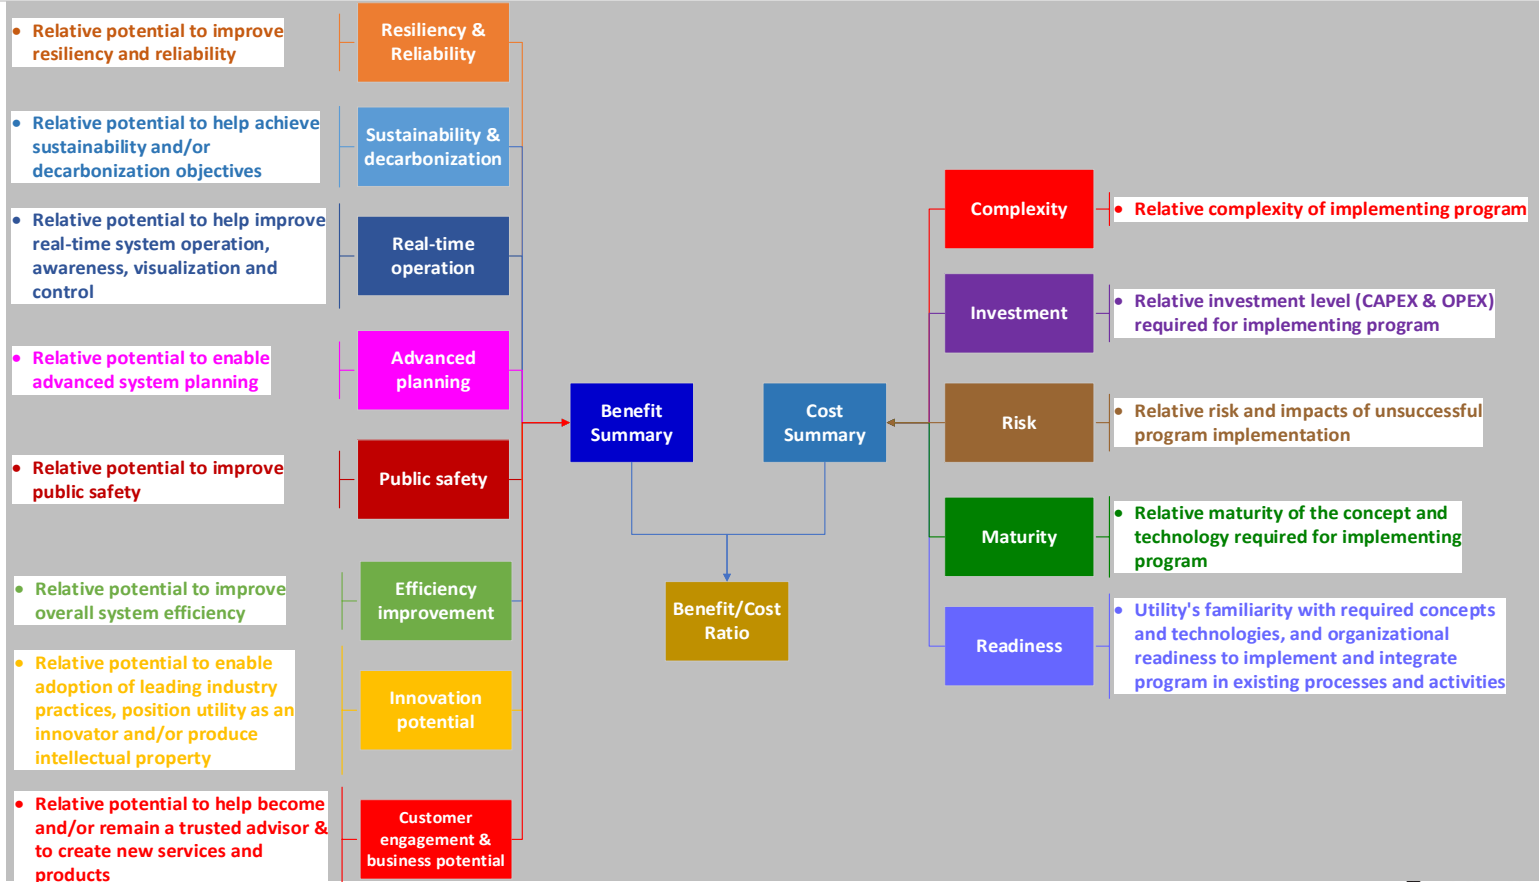 • Relative potential to improve
resiliency and reliability
Resiliency &
Reliability
• Relative potential to help achieve
sustainability and/or
decarbonization objectives
Sustainability &
decarbonization
• Relative potential to help improve
real-time system operation,
awareness, visualization and
control
Real-time
operation
• Relative potential to enable
advanced system planning
Advanced
planning
• Relative potential to improve
public safety
Public safety
• Relative potential to improve
overall system efficiency
Efficiency
improvement
• Relative potential to enable
adoption of leading industry
practices, position utility as an
innovator and/or produce
intellectual property
Innovation
potential
• Relative potential to help become
and/or remain a trusted advisor &
to create new services and
products
Customer
engagement &
business potential
Benefit
Summary
Cost
Summary
Benefit/Cost
Ratio
Complexity
• Relative complexity of implementing program
Investment
• Relative investment level (CAPEX & OPEX)
required for implementing program
Risk
• Relative risk and impacts of unsuccessful
program implementation
Maturity
• Relative maturity of the concept and
technology required for implementing
program
Readiness
• Utility's familiarity with required concepts
and technologies, and organizational
readiness to implement and integrate
program in existing processes and activities